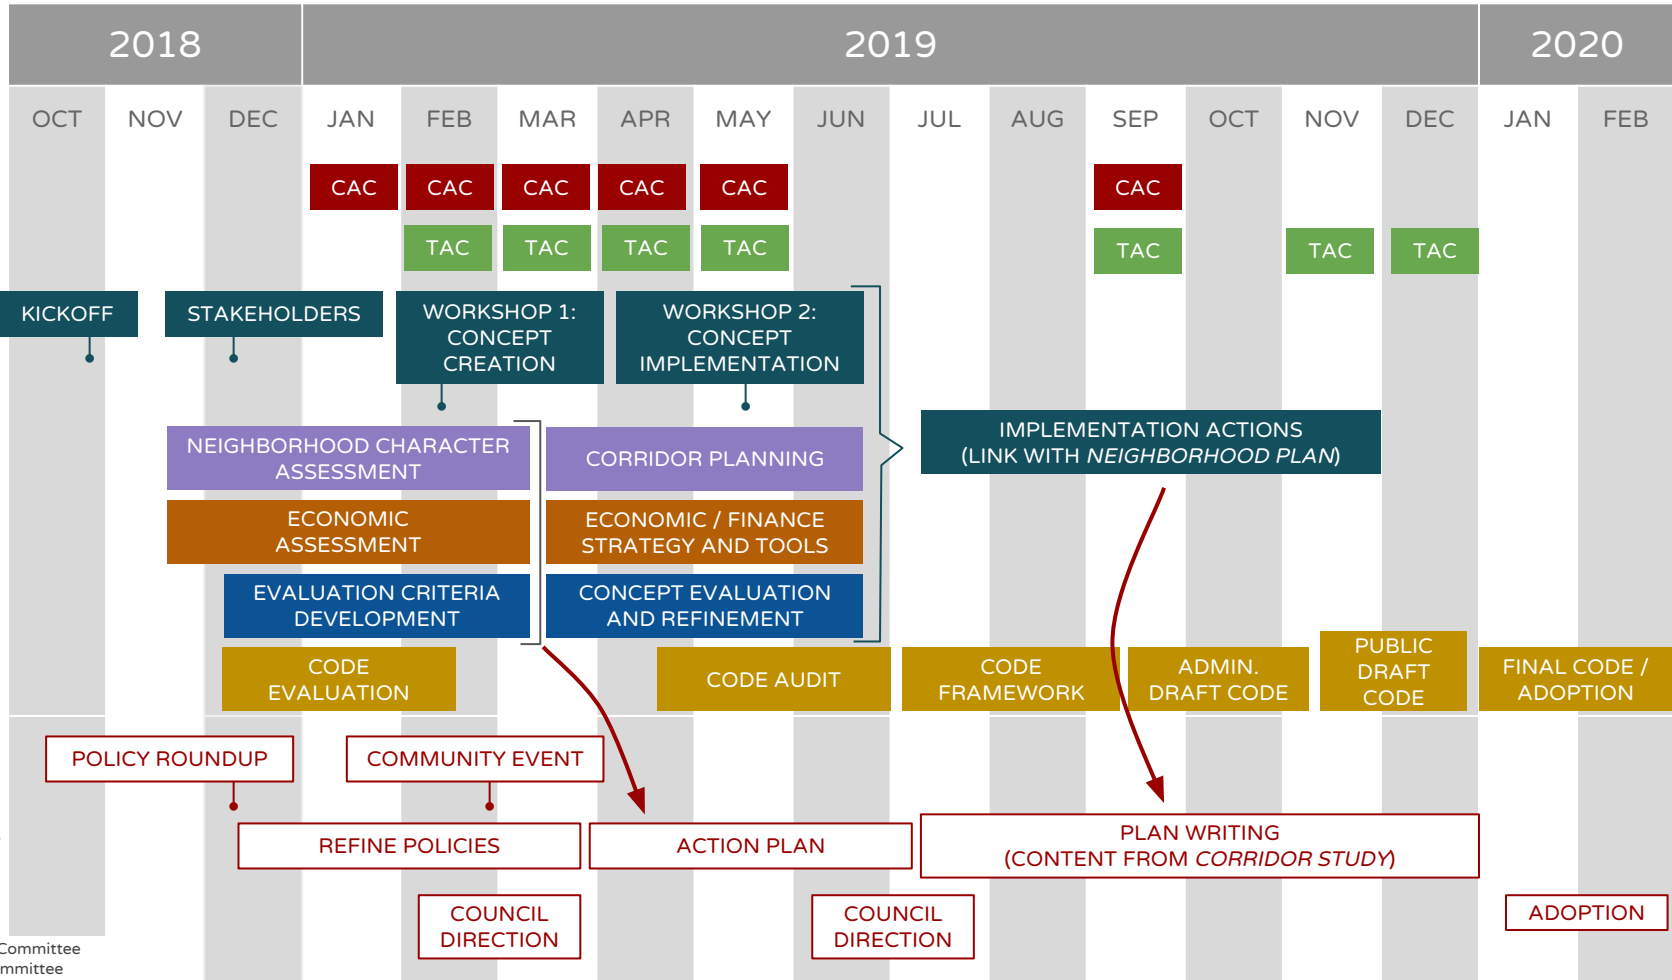 2018
2019
2020
OCT
NOV
DEC
JAN
FEB
MAR
APR
MAY
JUN
JUL
AUG
SEP
OCT
NOV
DEC
JAN
FEB
CAC
CAC
CAC
CAC
CAC
CAC
TAC
TAC
TAC
TAC
TAC
TAC
TAC
KICKOFF
STAKEHOLDERS
WORKSHOP 1:
CONCEPT
CREATION
WORKSHOP 2:
CONCEPT
IMPLEMENTATION
IMPLEMENTATION ACTIONS
(LINK WITH NEIGHBORHOOD PLAN)
NEIGHBORHOOD CHARACTER
ASSESSMENT
CORRIDOR PLANNING
ECONOMIC
ASSESSMENT
ECONOMIC / FINANCE
STRATEGY AND TOOLS
EVALUATION CRITERIA
DEVELOPMENT
CONCEPT EVALUATION
AND REFINEMENT
CODE
EVALUATION
CODE AUDIT
CODE
FRAMEWORK
ADMIN.
DRAFT CODE
PUBLIC
DRAFT
CODE
FINAL CODE /
ADOPTION
POLICY ROUNDUP
COMMUNITY EVENT
REFINE POLICIES
ACTION PLAN
PLAN WRITING
(CONTENT FROM CORRIDOR STUDY)
COUNCIL
DIRECTION
COUNCIL
DIRECTION
ADOPTION
Committee
mmittee